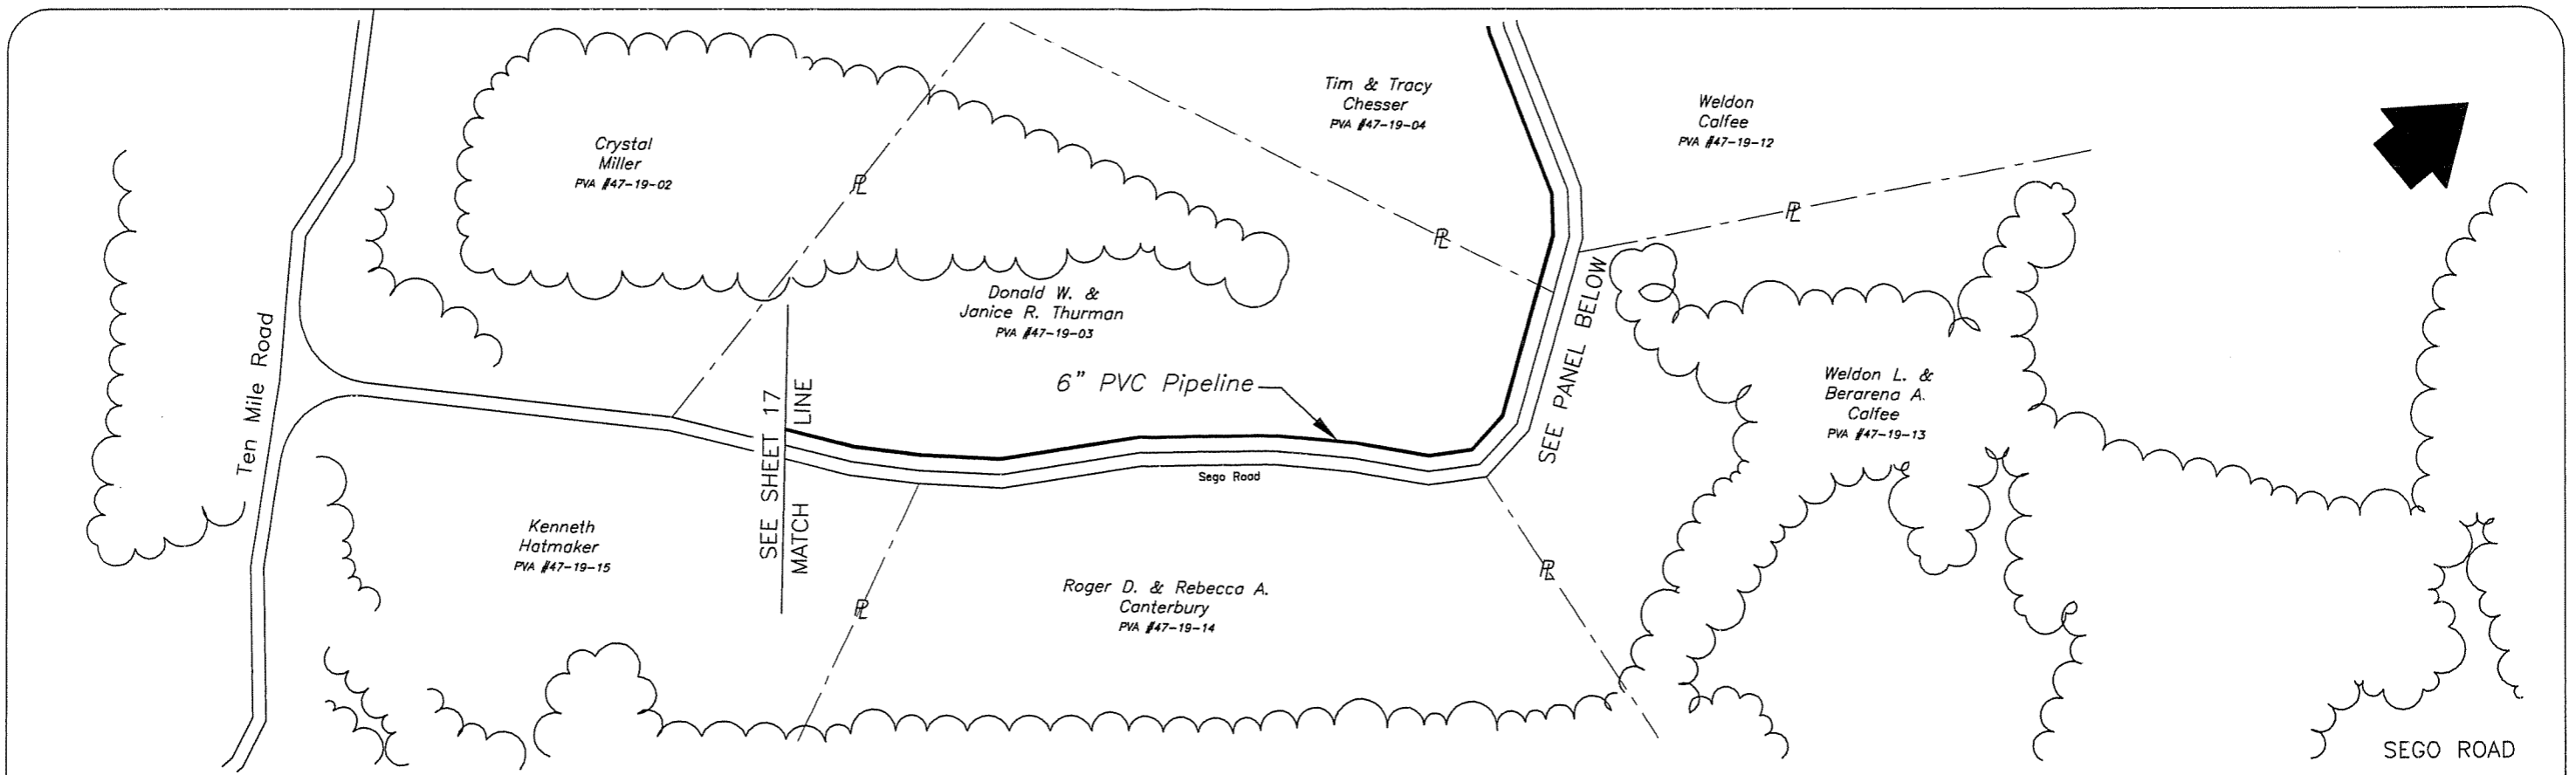 Tim & Tracy
Chesser
PVA #47-19-04
Weldon
Calfee
PVA #47-19-12
Crystal
Miller
PVA #47-19-02
PL
PL
PL
Donald W. &
Janice R. Thurman
PVA #47-19-03
Ten Mile Road
6" PVC Pipeline
SEE SHEET 17
MATCH LINE
SEE PANEL BELOW
Weldon L. &
Berarena A.
Calfee
PVA #47-19-13
Sego Road
Kenneth
Hatmaker
PVA #47-19-15
PL
PL
Roger D. & Rebecca A.
Canterbury
PVA #47-19-14
SEGO ROAD